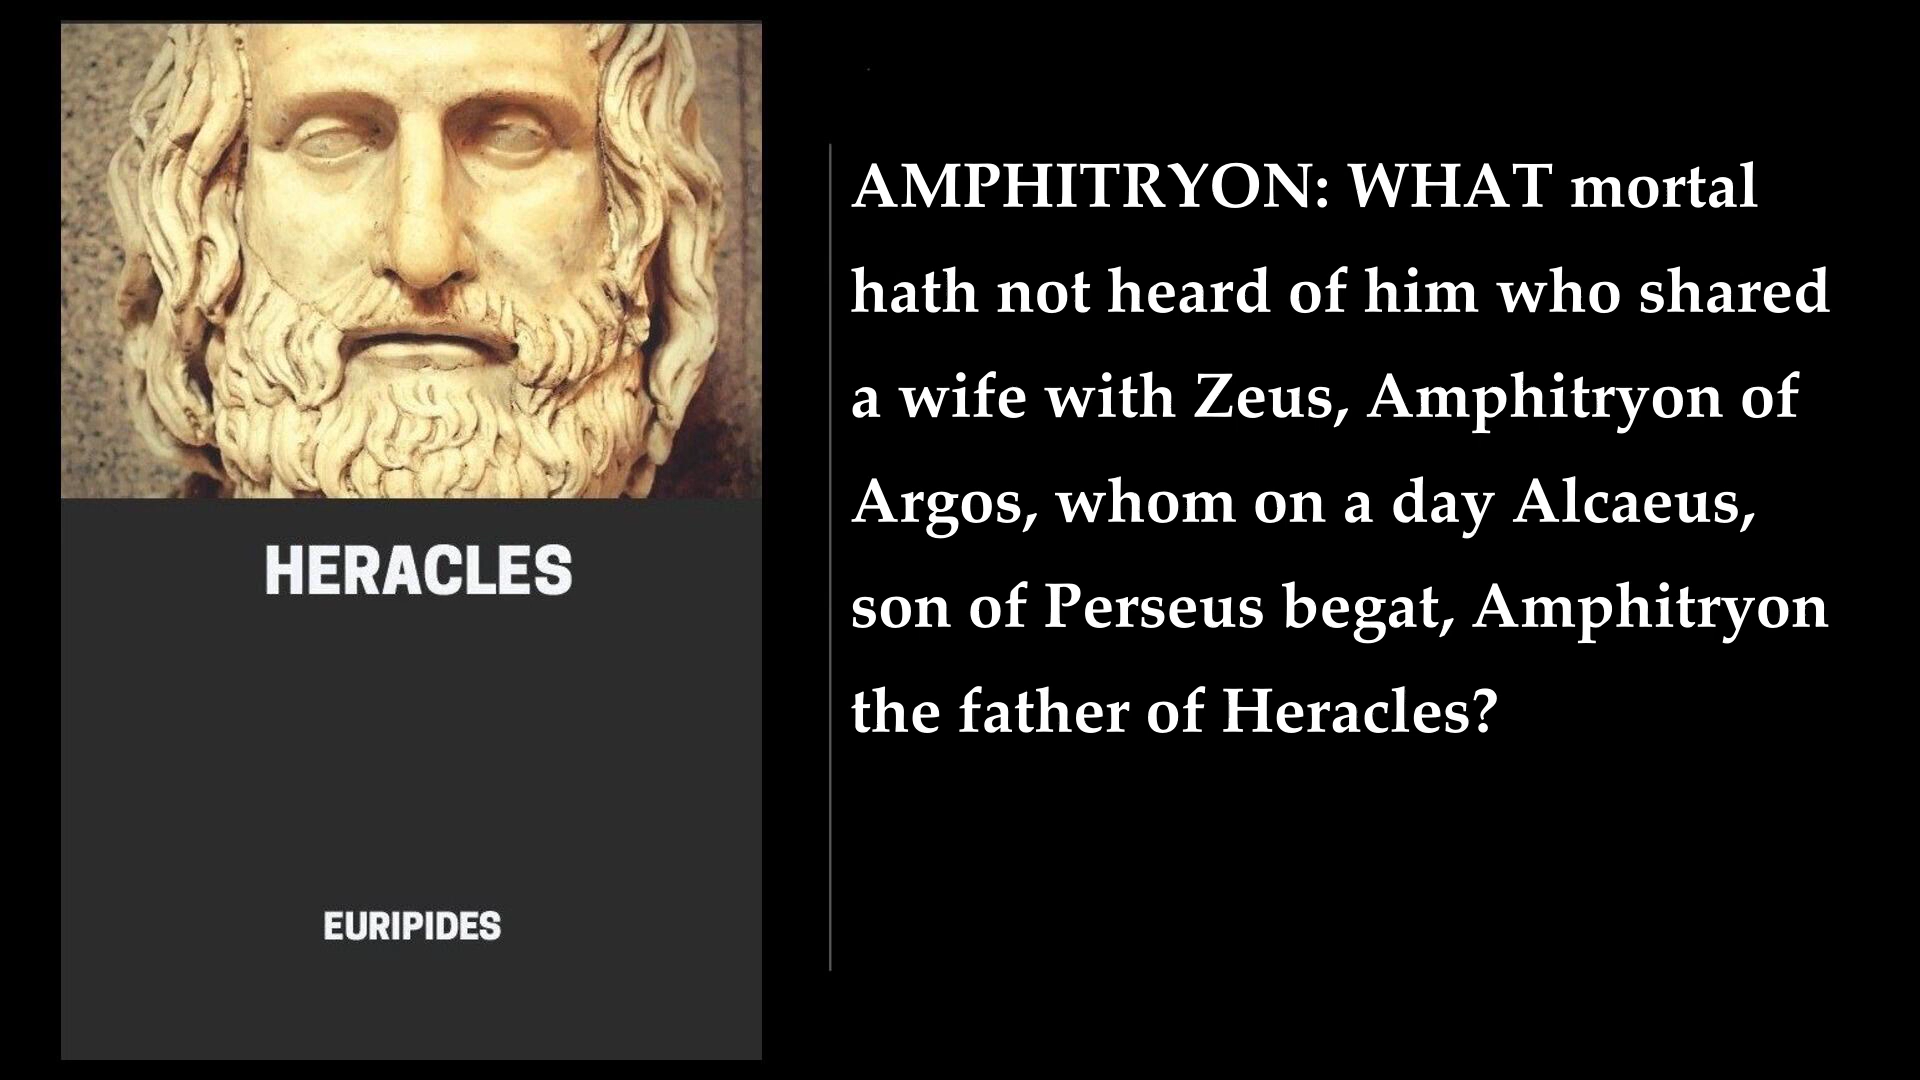 HERACLES
EURIPIDES
AMPHITRYON: WHAT mortal
hath not heard of him who shared
a wife with Zeus, Amphitryon of
Argos, whom on a day Alcaeus,
son of Perseus begat, Amphitryon
the father of Heracles?